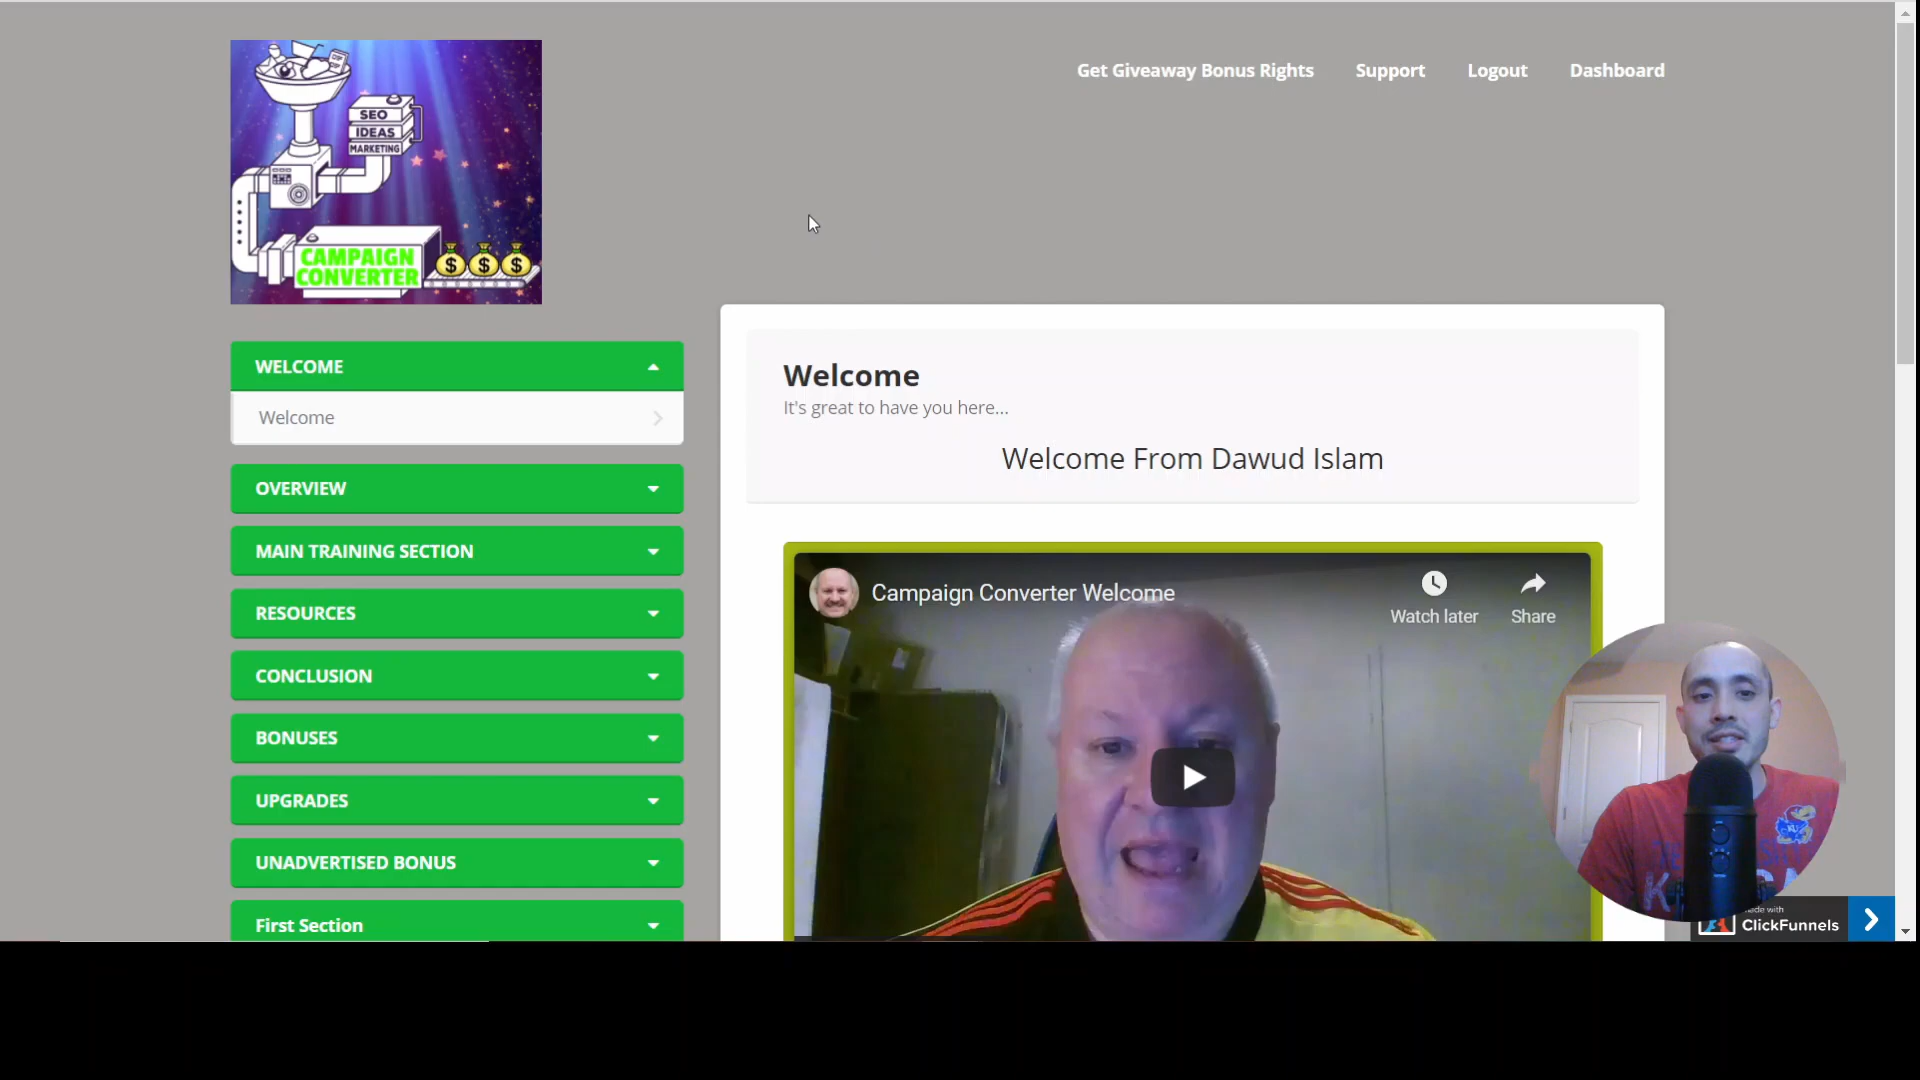 Get Giveaway Bonus Rights
Support
Logout
Dashboard
SEO
IDEAS
MARKETING
CAMPAIGN
CONVERTER
$ $ $
WELCOME
Welcome
OVERVIEW
MAIN TRAINING SECTION
RESOURCES
CONCLUSION
BONUSES
UPGRADES
UNADVERTISED BONUS
First Section
Welcome
It's great to have you here...
Welcome From Dawud Islam
Campaign Converter Welcome
Watch later
Share
KU
with
ClickFunnels